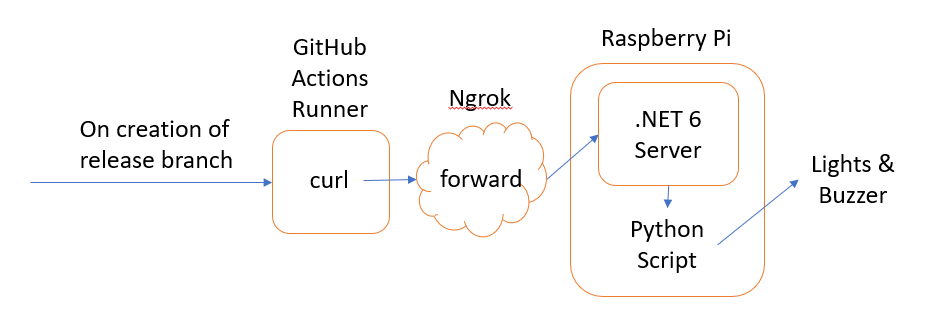 On creation of
release branch
GitHub
Actions
Runner
curl
Ngrok
forward
Raspberry Pi
.NET 6
Server
Python
Script
Lights &
Buzzer